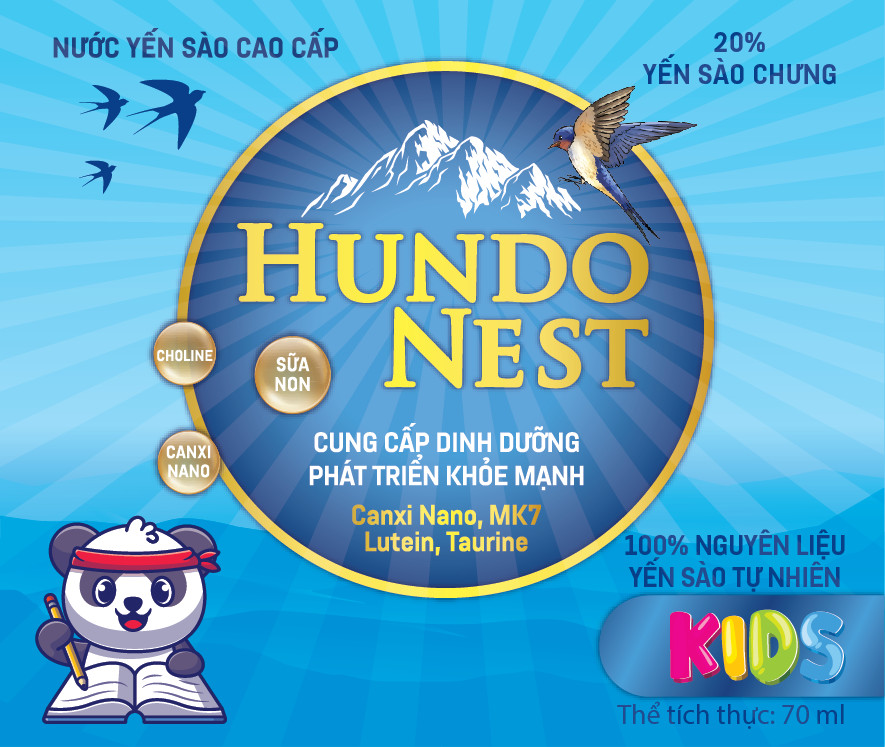 NƯỚC YẾN SÀO CAO CẤP
20%
YẾN SÀO CHƯNG
HUNDO
NEST
CHOLINE
SỮA
NON
CANXI
NANO
CUNG CẤP DINH DƯỠNG
PHÁT TRIỂN KHỎE MẠNH
Canxi Nano, MK7
Lutein, Taurine
100% NGUYÊN LIỆU
YẾN SÀO TỰ NHIÊN
KIDS
Thể tích thực: 70 ml